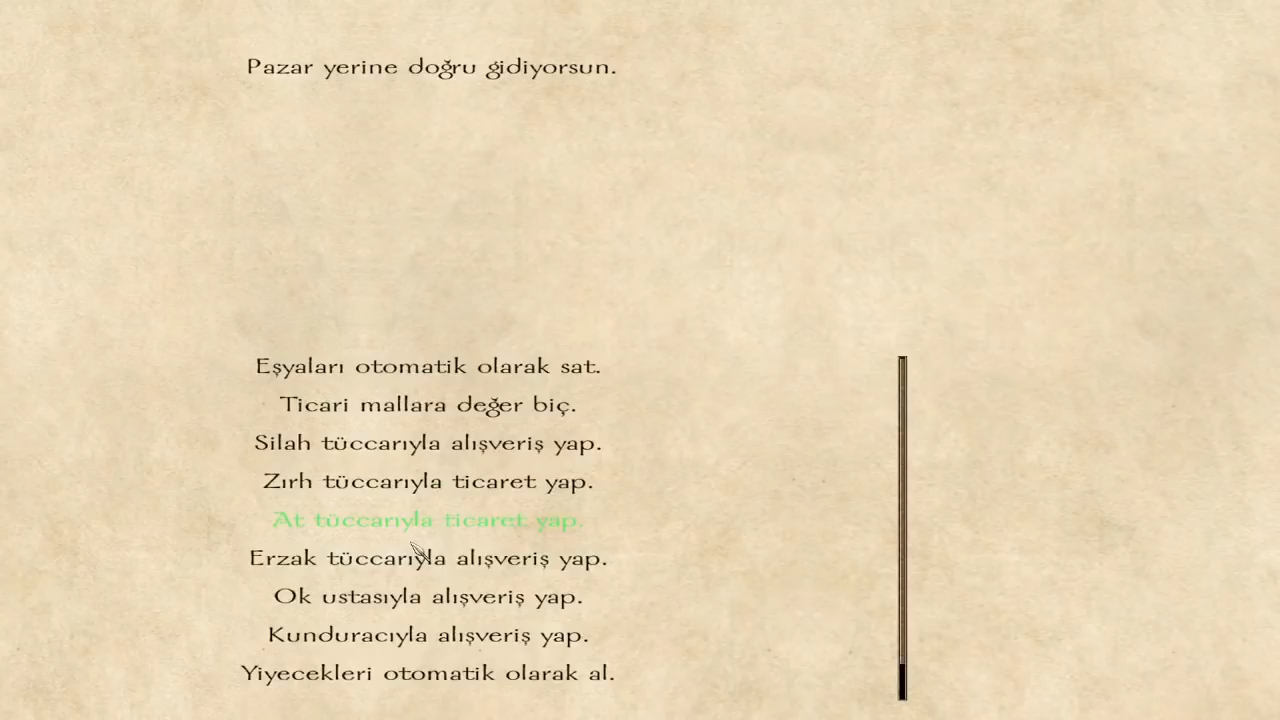 Pazar yerine doğru gidiyorsun.
Eşyaları otomatik olarak sat.
Ticari mallara değer biç.
Silah tüccarıyla alışveriş yap.
Zırh tüccarıyla ticaret yap.
At tüccarıyla ticaret yap.
Erzak tüccarıyla alışveriş yap.
Ok ustasıyla alışveriş yap.
Kunduracıyla alışveriş yap.
Yiyecekleri otomatik olarak al.